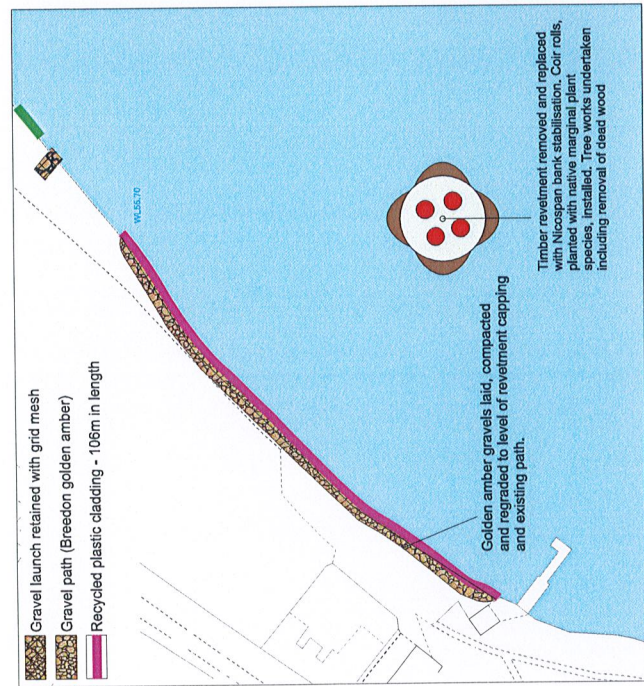 Gravel launch retained with grid mesh
Gravel path (Breedon golden amber)
Recycled plastic cladding - 106m in length
WL55.70
Golden amber gravels laid, compacted
and regraded to level of revetment capping
and existing path.
Timber revetment removed and replaced
with Nicospan bank stabilisation. Coir rolls,
planted with native marginal plant
species, installed. Tree works undertaken
including removal of dead wood